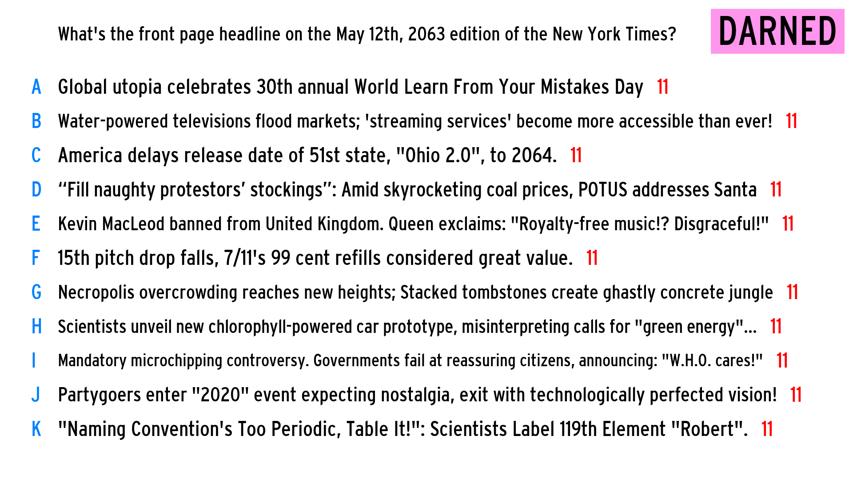 What's the front page headline on the May 12th, 2063 edition of the New York Times?
DARNED
A Global utopia celebrates 30th annual World Learn From Your Mistakes Day 11
B Water-powered televisions flood markets; 'streaming services' become more accessible than ever! 11
C America delays release date of 51st state, "Ohio 2.0", to 2064. 11
D “Fill naughty protestors’ stockings”: Amid skyrocketing coal prices, POTUS addresses Santa 11
E Kevin MacLeod banned from United Kingdom. Queen exclaims: "Royalty-free music!? Disgraceful!" 11
F 15th pitch drop falls, 7/11's 99 cent refills considered great value. 11
G Necropolis overcrowding reaches new heights; Stacked tombstones create ghastly concrete jungle 11
H Scientists unveil new chlorophyll-powered car prototype, misinterpreting calls for "green energy"... 11
I Mandatory microchipping controversy. Governments fail at reassuring citizens, announcing: "W.H.O. cares!" 11
J Partygoers enter "2020" event expecting nostalgia, exit with technologically perfected vision! 11
K "Naming Convention's Too Periodic, Table It!": Scientists Label 119th Element "Robert". 11